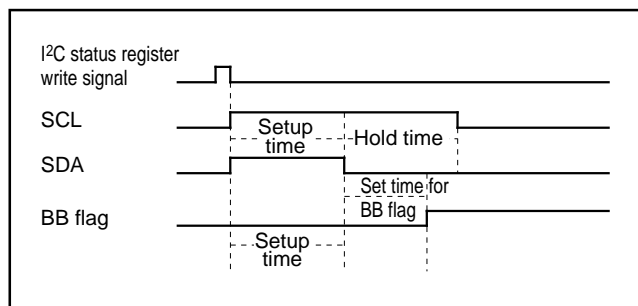 I²C status register
write signal
SCL
Setup
time
Hold time
SDA
Set time for
BB flag
BB flag
Setup
time